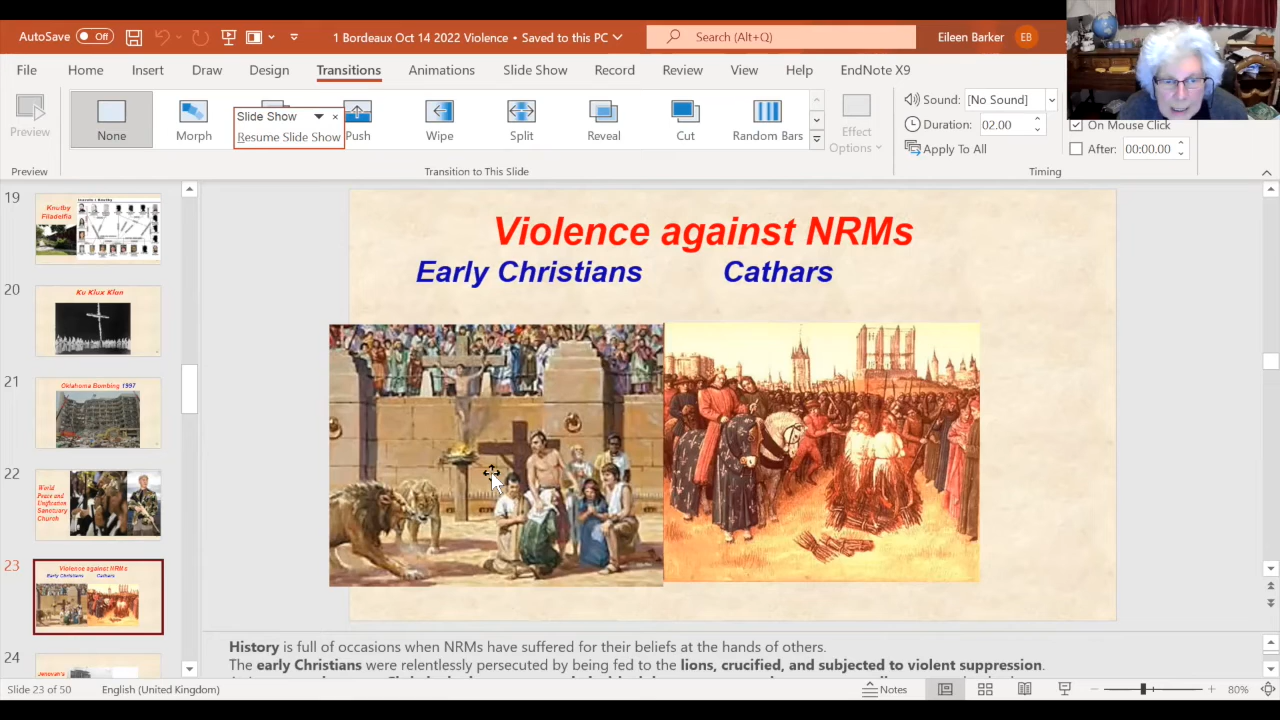 AutoSave Off 1 Bordeaux Oct 14 2022 Violence • Saved to this PC Search (Alt+Q) Eileen Barker EB
File Home Insert Draw Design Transitions Animations Slide Show Record Review View Help EndNote X9
Preview None Morph Push Wipe Split Reveal Cut Random Bars Effect Options
Slide Show ×
Resume Slide Show
Sound: [No Sound]
Duration: 02.00 On Mouse Click
Apply To All After: 00:00.00
Preview Transition to This Slide Timing
19
Knutby
Filadelfia
20
Ku Klux Klan
21
Oklahoma Bombing 1997
22
World
Peace and
Unification
Sanctuary
Church
23
Violence against NRMs
Early Christians Cathars
24
Violence against NRMs
Early Christians Cathars
History is full of occasions when NRMs have suffered for their beliefs at the hands of others.
The early Christians were relentlessly persecuted by being fed to the lions, crucified, and subjected to violent suppression.
Slide 23 of 50 English (United Kingdom) Notes 80%